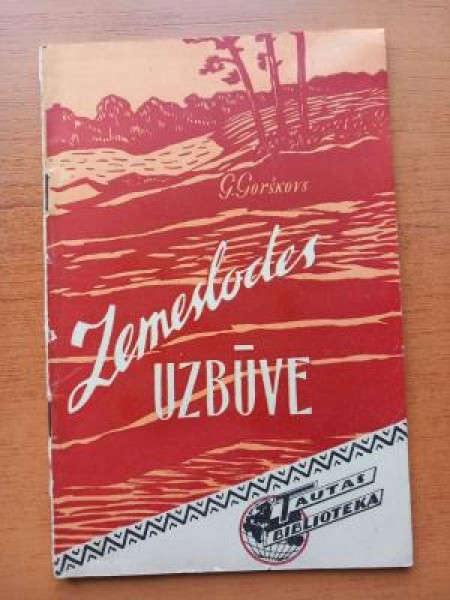 G. Gorškovs
Zemeslodes
UZBŪVE
TAUTAS
BIBLIOTEKA